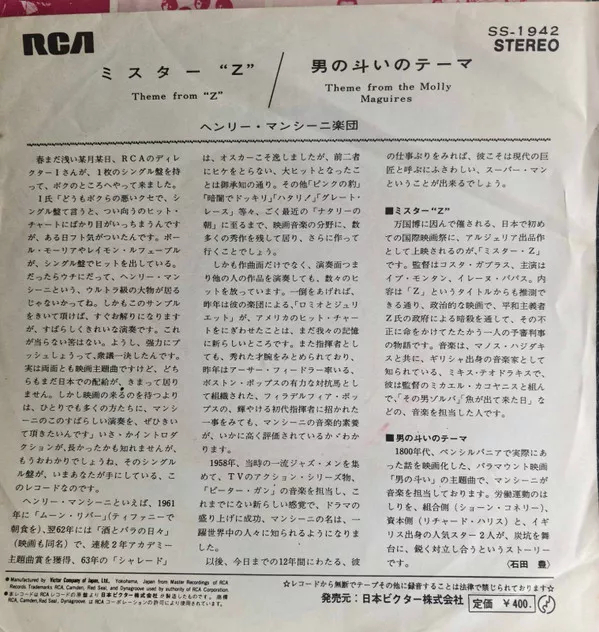 RCA
SS-1942
STEREO
ミスター “Z”
Theme from “Z”
男の斗いのテーマ
Theme from the Molly
Maguires
ヘンリー・マンシーニ楽団
春まだ浅い某月某日、RCAのディレ
クターIさんが、1枚のシングル盤を持
って、ボクのところへやって来ました。
I氏「どうもボクらの悪いクセで、シ
ングル盤て言うと、つい向うのヒット・
チャートにばかり目がいっちまうんです
が、ある日フト気がついたんです。ポー
ル・モーリアやレイモン・ルフェーブル
が、シングル盤でヒットを出している。
だったらウチにだって、ヘンリー・マン
シーニという、ウルトラ級の大物が居る
じゃないかってね。しかもこのサンプル
をきいて頂けば、すぐお解りになります
が、すばらしくきれいな演奏です。これ
が当らない筈はない。ようし、強力にプ
ッシュしようって、衆議一決したんです。
実は両面とも映画主題曲ですけど、どち
らもまだ日本での配給が、きまって居り
ません。しかし映画の来るのを待つより
は、ひとりでも多くの方たちに、マンシ
ーニのこのすばらしい演奏を、ぜひきい
て頂きたいんです」いさゝかイントロダ
クションが、長かったかも知れませんが、
もうおわかりでしょうね、そのシングル
盤が、いまあなたが手にしている、こ
のレコードなのです。
ヘンリー・マンシーニといえば、1961
年に「ムーン・リバー」(ティファニーで
朝食を)、翌62年には「酒とバラの日々」
(映画も同名)で、連続2年アカデミー
主題曲賞を獲得、63年の「シャレード」
は、オスカーこそ逸しましたが、前二者
にヒケをとらない、大ヒットとなったこ
とは御承知の通り。その他「ピンクの豹」
「暗闇でドッキリ」「ハタリ!」「グレート・
レース」等々、ごく最近の「ナタリーの
朝」に至るまで、映画音楽の分野に、数
多くの秀作を残して居り、さらに作って
行くことでしょう。
しかも作曲面だけでなく、演奏面つま
り他の人の作品を演奏しても、数々のヒ
ットを放っています。一例をあげれば、
昨年は彼の楽団による、「ロミオとジュリ
エット」が、アメリカのヒット・チャー
トをにぎわせたことは、まだ我々の記憶
に新しいところです。また指揮者として
も、秀れた才腕をみとめられており、
昨年はアーサー・フィードラー率いる、
ボストン・ポップスの有力な対抗馬とし
て組織された、フィラデルフィア・ポッ
プスの、輝やける初代指揮者に招かれた
一事をみても、マンシーニの音楽的素養
が、いかに高く評価されているかゞわか
ります。
1958年、当時の一流ジャズ・メンを集
めて、TVのアクション・シリーズ物、
「ピーター・ガン」の音楽を担当し、こ
れまでにない新らしい感覚で、ドラマの
盛り上げに成功、マンシーニの名は、一
躍世界中の人々に知られるようになりま
した。
以後、今日までの12年間にわたる、彼
の仕事ぶりをみれば、彼こそは現代の巨
匠と呼ぶにふさわしい、スーパー・マン
ということが出来るでしょう。
■ミスター“Z”
万国博に因んで催される、日本で初め
ての国際映画祭に、アルジェリア出品作
として上映されるのが、「ミスター・Z」で
す。監督はコスタ・ガブラス、主演はイ
ブ・モンタン、イレーヌ・パパス。内容
は「Z」というタイトルからも推測でき
る通り、政治的な映画で、平和主義者
Z氏の政府による暗殺を通して、その不
正に命をかけてたたかう一人の予審判事
の物語です。音楽は、マノス・ハジダキ
スと共に、ギリシャ出身の音楽家として
知られている、ミキス・テオドラキスで、
彼は監督のミカエル・カコヤニスと組ん
で、「その男ゾルバ」「魚が出て来た日」な
どの、音楽を担当した人です。
■男の斗いのテーマ
1800年代、ペンシルバニアで実際にあ
った話を映画化した、パラマウント映画
「男の斗い」の主題曲で、マンシーニが
音楽を担当しております。労働運動のは
しりを、組合側(ショーン・コネリー)、
資本側(リチャード・ハリス)と、イギ
リス出身の人気スター2人が、炭坑を舞
台に、鋭く対立し合うというストーリー
です。〈石田 豊〉
● Manufactured by Victor Company of Japan, Ltd., Yokohama, Japan from Master Recordings of RCA
Records Trademarks RCA, Camden, Red Seal, and Dynagroove used by authority of RCA Corporation.
☆レコードから無断でテープその他に録音することは法律で禁じられております☆
発売元：日本ビクター株式会社
定価 ¥400.